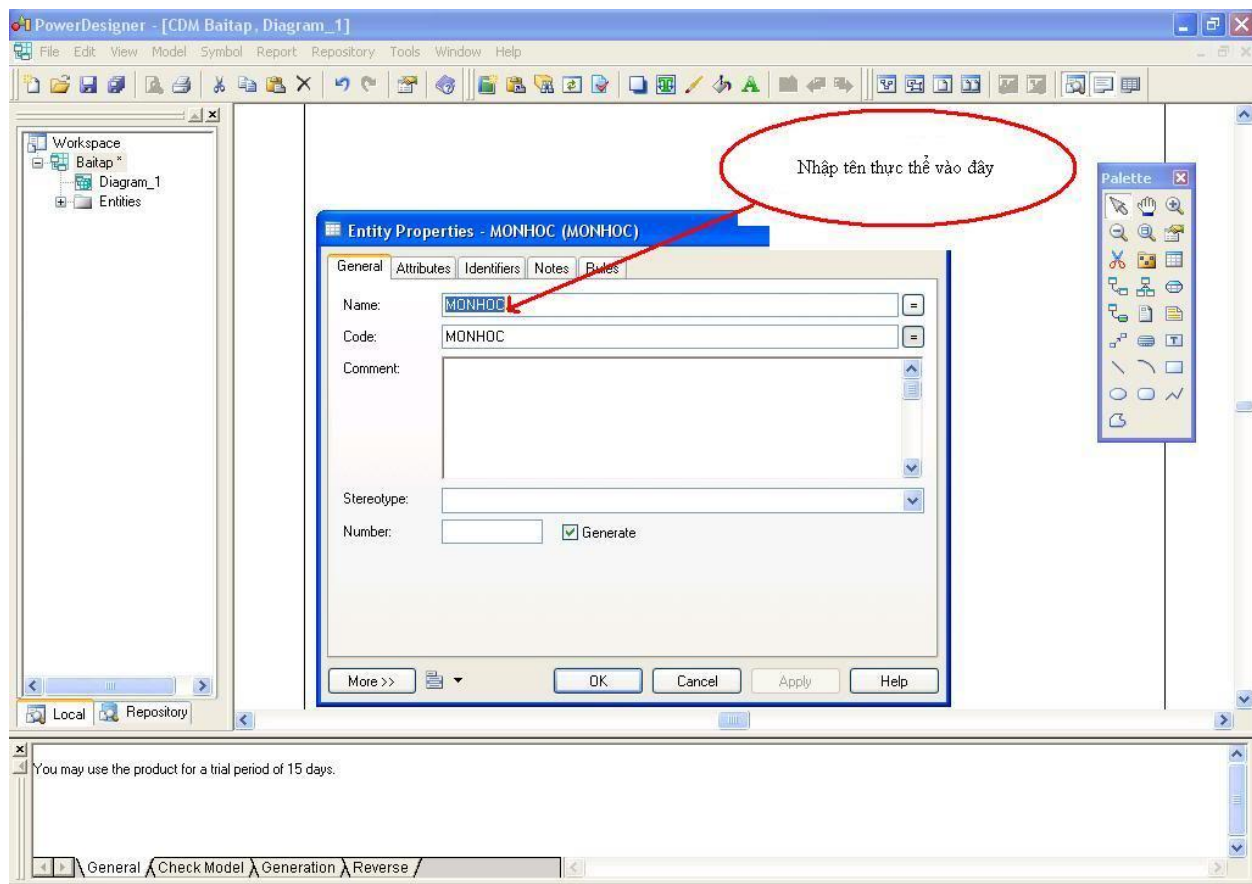 PowerDesigner - [CDM Baitap, Diagram_1]
File Edit View Model Symbol Report Repository Tools Window Help
Workspace
Baitap *
Diagram_1
Entities
Local
Repository
Nhập tên thực thể vào đây
Palette
Entity Properties - MONHOC (MONHOC)
General Attributes Identifiers Notes Rules
Name: MONHOC =
Code: MONHOC =
Comment:
Stereotype:
Number: Generate
More >> OK Cancel Apply Help
You may use the product for a trial period of 15 days.
General Check Model Generation Reverse